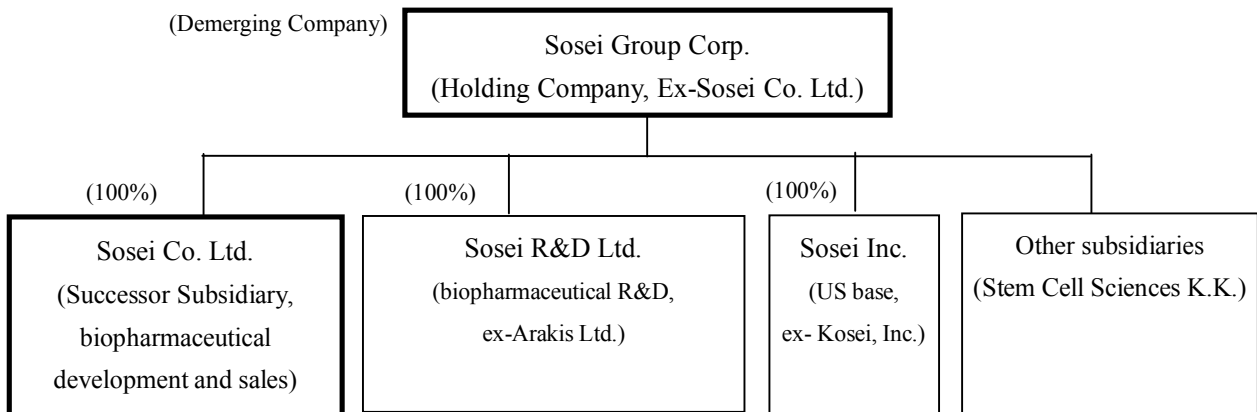 (Demerging Company)
Sosei Group Corp.
(Holding Company, Ex-Sosei Co. Ltd.)
(100%)
(100%)
(100%)
Sosei Co. Ltd.
(Successor Subsidiary,
biopharmaceutical
development and sales)
Sosei R&D Ltd.
(biopharmaceutical R&D,
ex-Arakis Ltd.)
Sosei Inc.
(US base,
ex- Kosei, Inc.)
Other subsidiaries
(Stem Cell Sciences K.K.)